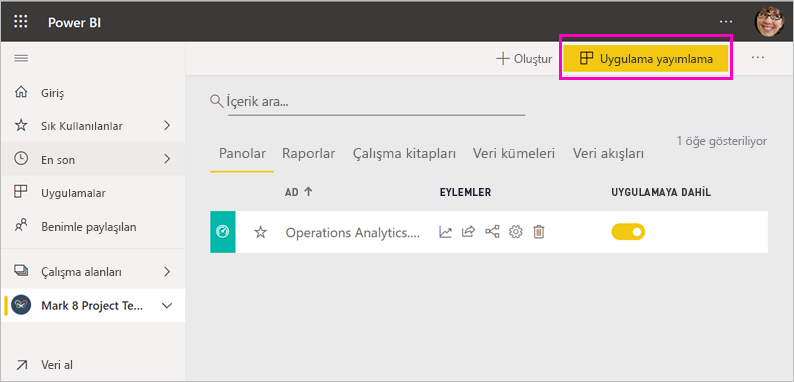 Power BI
Oluştur
Uygulama yayımlama
Giriş
Sık Kullanılanlar
En son
Uygulamalar
Benimle paylaşılan
Çalışma alanları
Mark 8 Project Te...
Veri al
İçerik ara...
1 öğe gösteriliyor
Panolar Raporlar Çalışma kitapları Veri kümeleri Veri akışları
AD EYLEMLER UYGULAMAYA DAHİL
Operations Analytics....